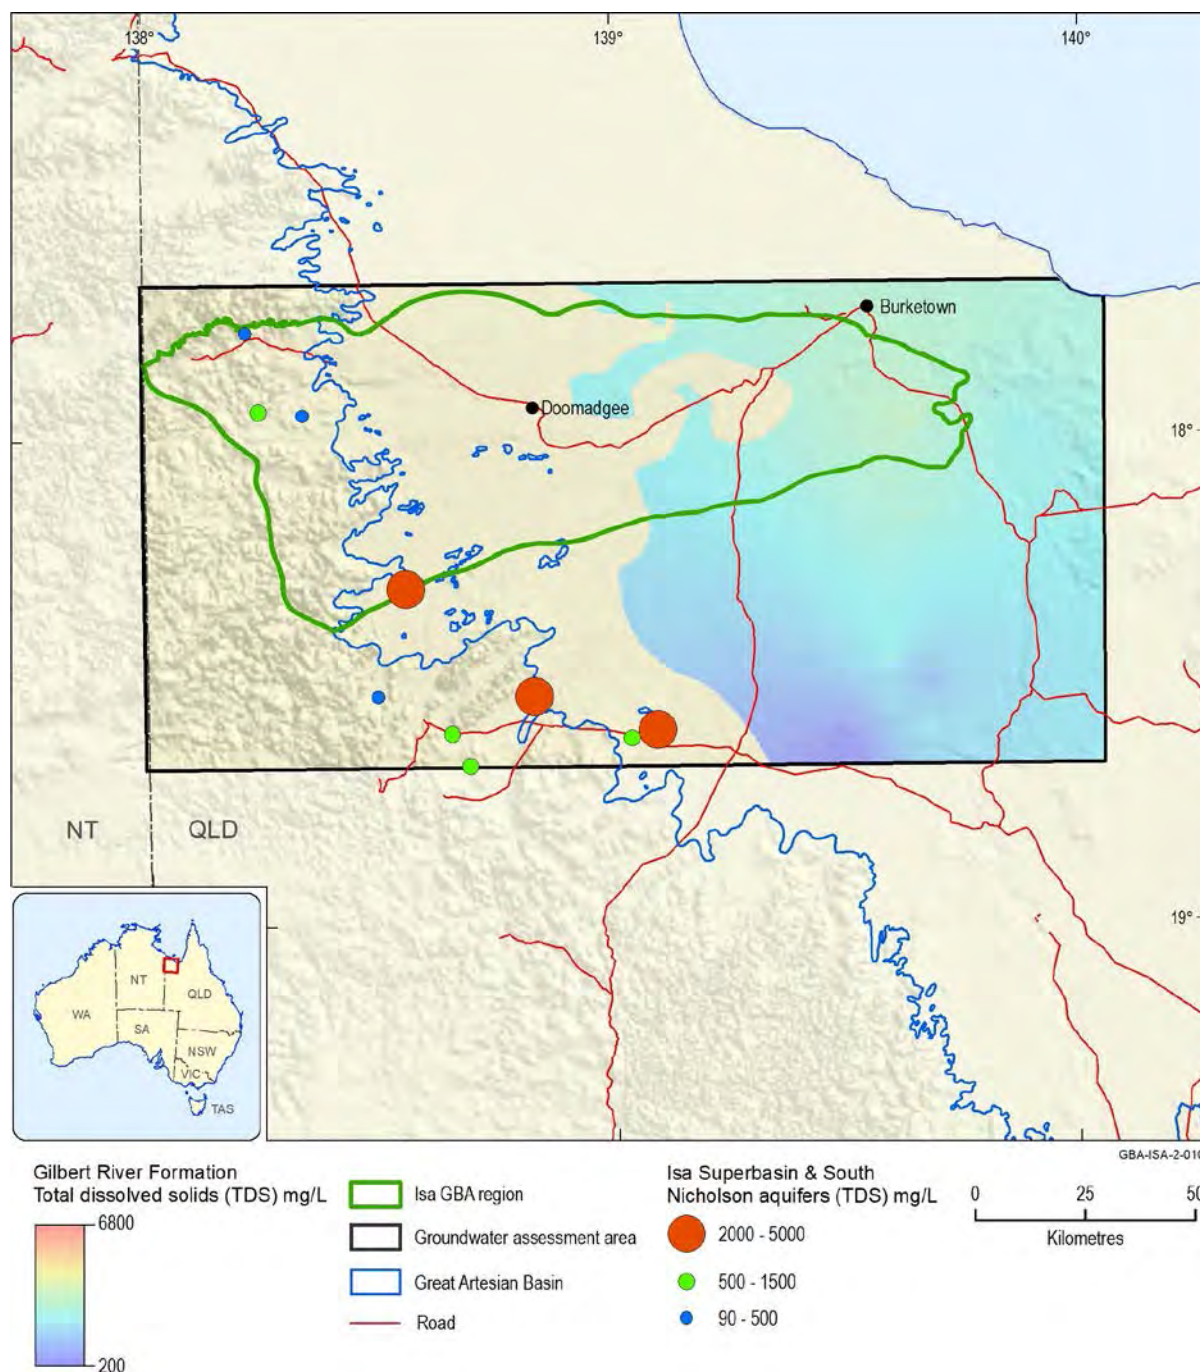 138°
139°
140°
Burketown
Doomadgee
18°
NT
QLD
19°
NT
QLD
WA
SA
NSW
VIC
TAS
GBA-ISA-2-010
Gilbert River Formation
Total dissolved solids (TDS) mg/L
6800
200
Isa GBA region
Groundwater assessment area
Great Artesian Basin
Road
Isa Superbasin & South
Nicholson aquifers (TDS) mg/L
2000 - 5000
500 - 1500
90 - 500
0
25
50
Kilometres